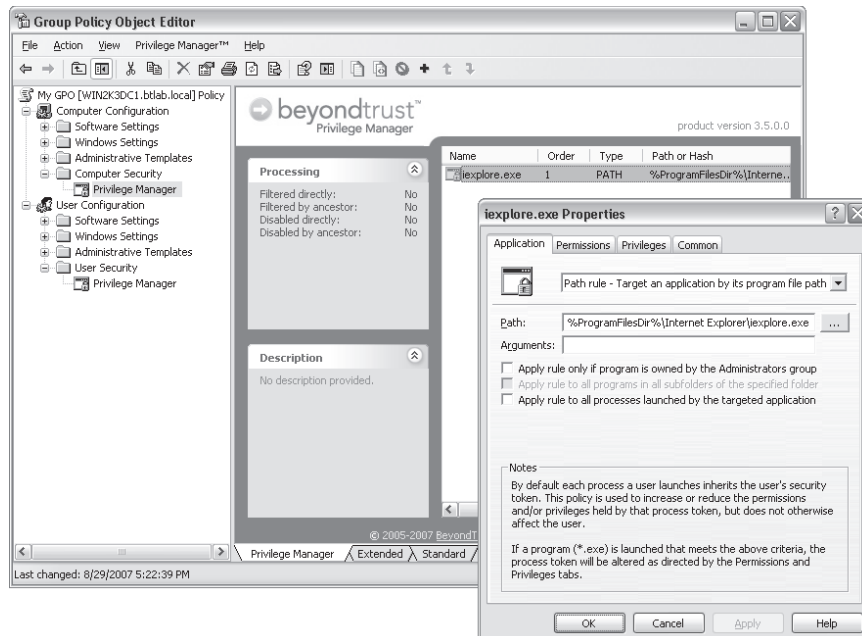 Group Policy Object Editor
File Action View Privilege Manager™ Help
My GPO [WIN2K3DC1.btlab.local] Policy
Computer Configuration
Software Settings
Windows Settings
Administrative Templates
Computer Security
Privilege Manager
User Configuration
Software Settings
Windows Settings
Administrative Templates
User Security
Privilege Manager
beyondtrust™
Privilege Manager
product version 3.5.0.0
Processing
Filtered directly: No
Filtered by ancestor: No
Disabled directly: No
Disabled by ancestor: No
Description
No description provided.
Name Order Type Path or Hash
iexplore.exe 1 PATH %ProgramFilesDir%\Interne..
© 2005-2007
Privilege Manager Extended Standard
Last changed: 8/29/2007 5:22:39 PM
iexplore.exe Properties
Application Permissions Privileges Common
Path rule - Target an application by its program file path
Path: %ProgramFilesDir%\Internet Explorer\iexplore.exe ...
Arguments:
Apply rule only if program is owned by the Administrators group
Apply rule to all programs in all subfolders of the specified folder
Apply rule to all processes launched by the targeted application
Notes
By default each process a user launches inherits the user's security
token. This policy is used to increase or reduce the permissions
and/or privileges held by that process token, but does not otherwise
affect the user.
If a program (*.exe) is launched that meets the above criteria, the
process token will be altered as directed by the Permissions and
Privileges tabs.
OK Cancel Apply Help